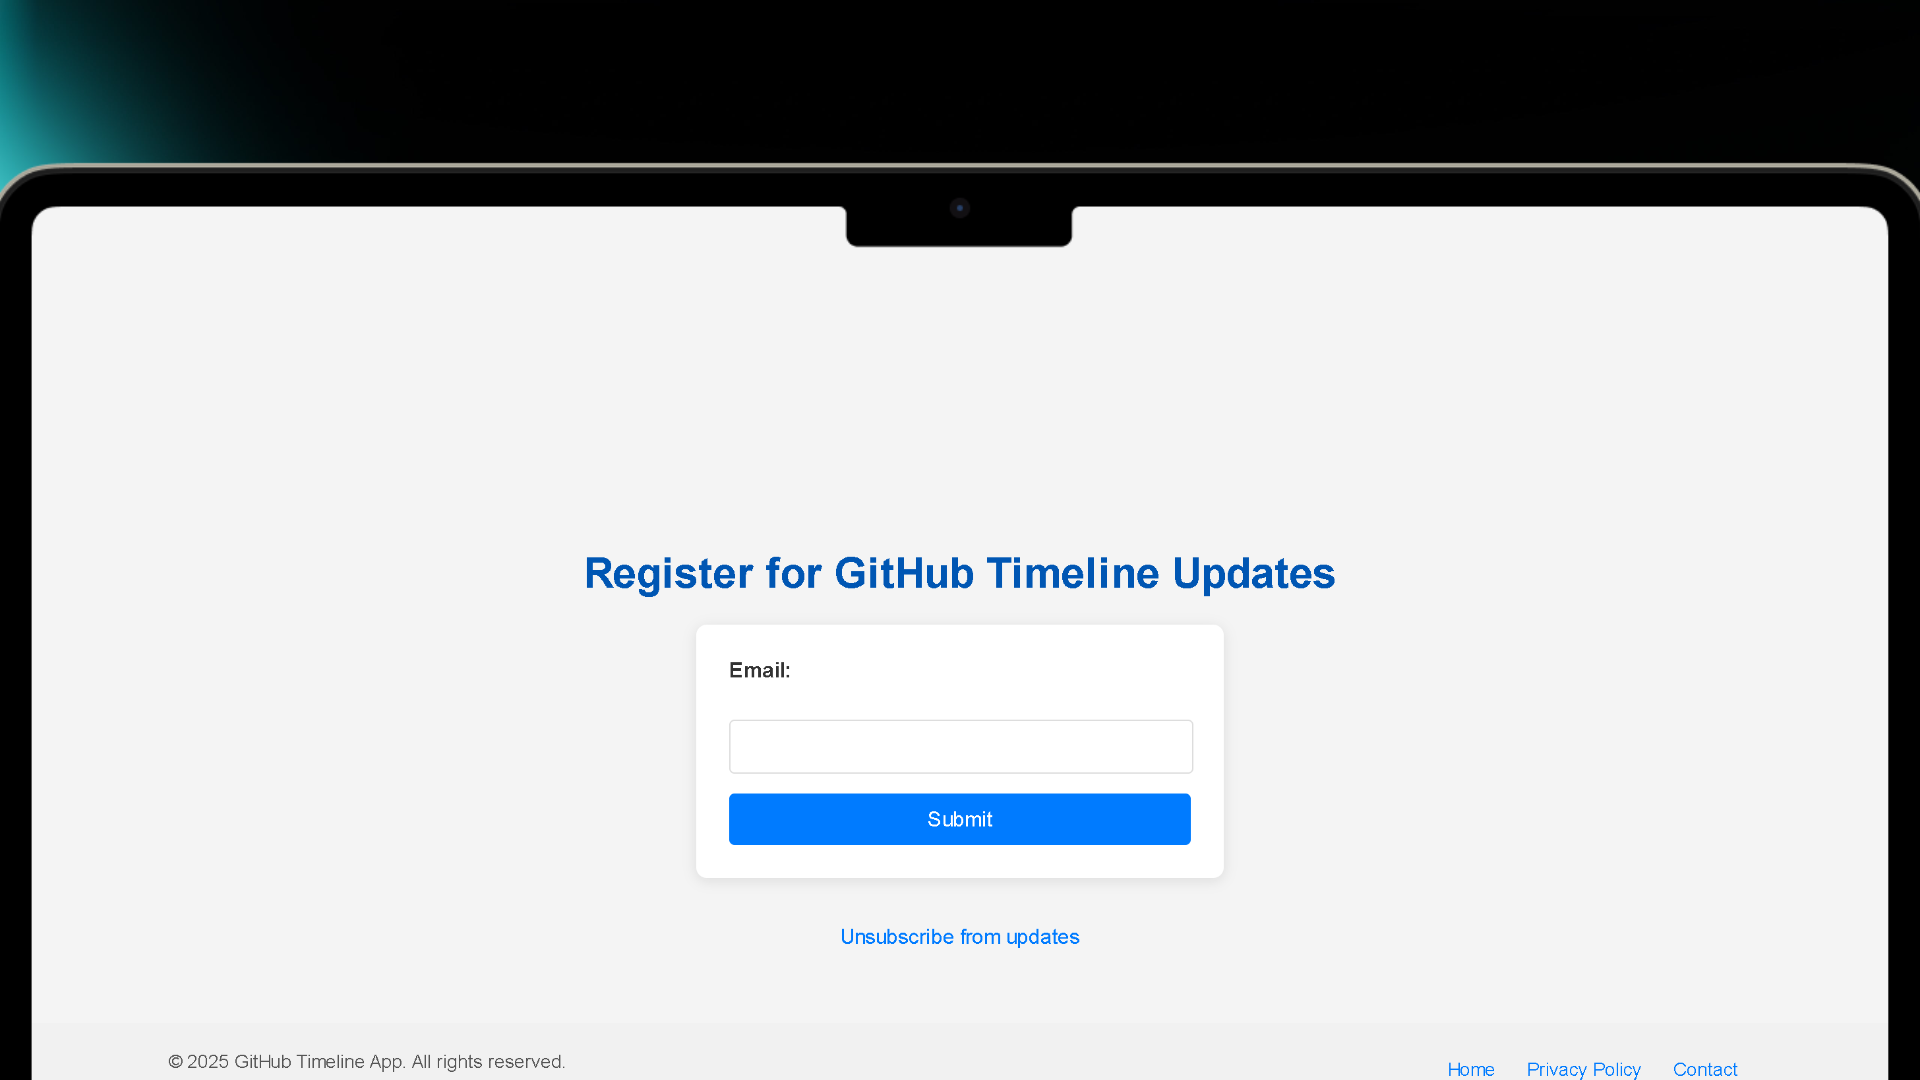 Register for GitHub Timeline Updates
Email:
Submit
Unsubscribe from updates
© 2025 GitHub Timeline App. All rights reserved.
Home Privacy Policy Contact